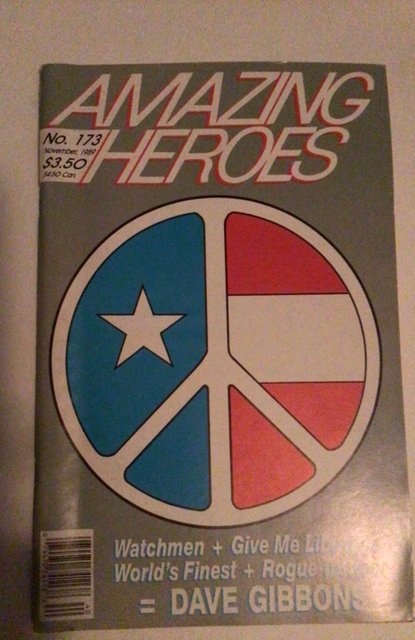 AMAZING
HEROES
No. 173
November, 1989
$3.50
$4.50 Can.
Watchmen + Give Me
World's Finest + Rogue
= DAVE GIBBONS